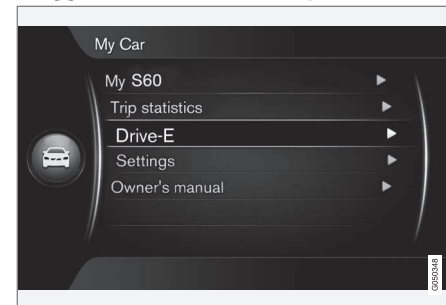 My Car
My S60
Trip statistics
Drive-E
Settings
Owner's manual
G050348